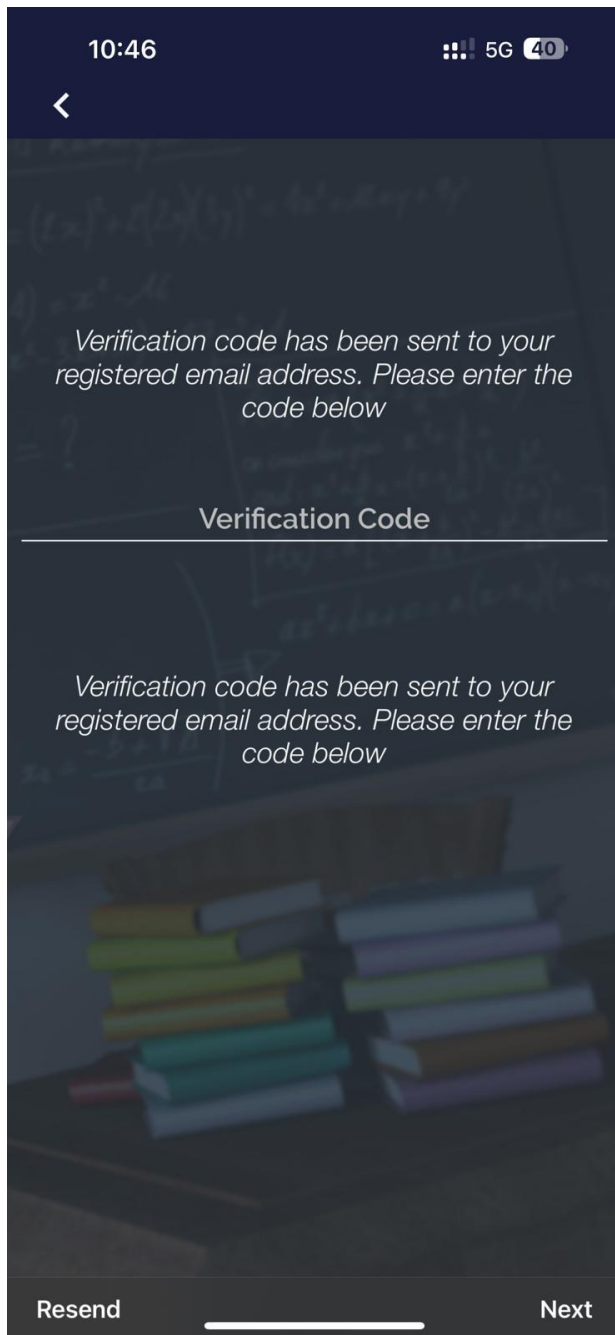 10:46
5G 40
Verification code has been sent to your
registered email address. Please enter the
code below
Verification Code
Verification code has been sent to your
registered email address. Please enter the
code below
Resend
Next